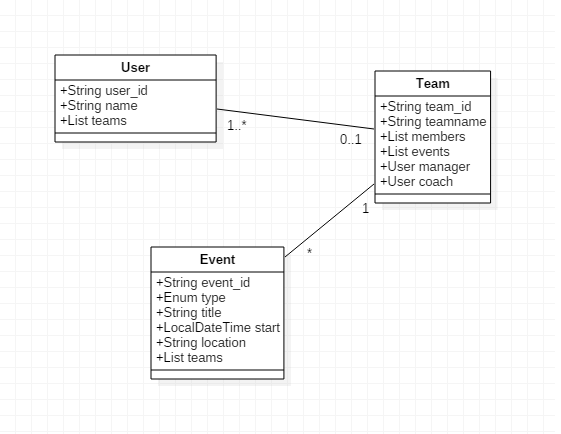 User
+String user_id
+String name
+List teams
1..*
0..1
Team
+String team_id
+String teamname
+List members
+List events
+User manager
+User coach
1
*
Event
+String event_id
+Enum type
+String title
+LocalDateTime start
+String location
+List teams